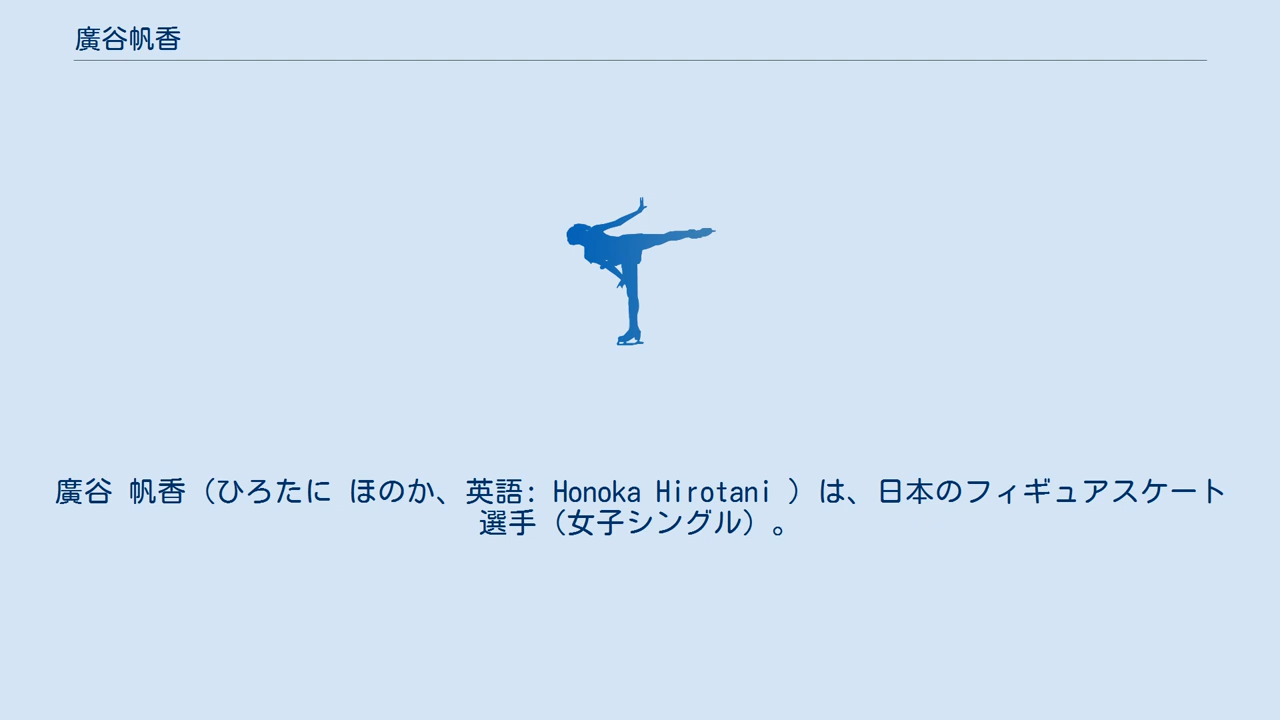 廣谷帆香
廣谷 帆香（ひろたに ほのか、英語: Honoka Hirotani ）は、日本のフィギュアスケート
選手（女子シングル）。